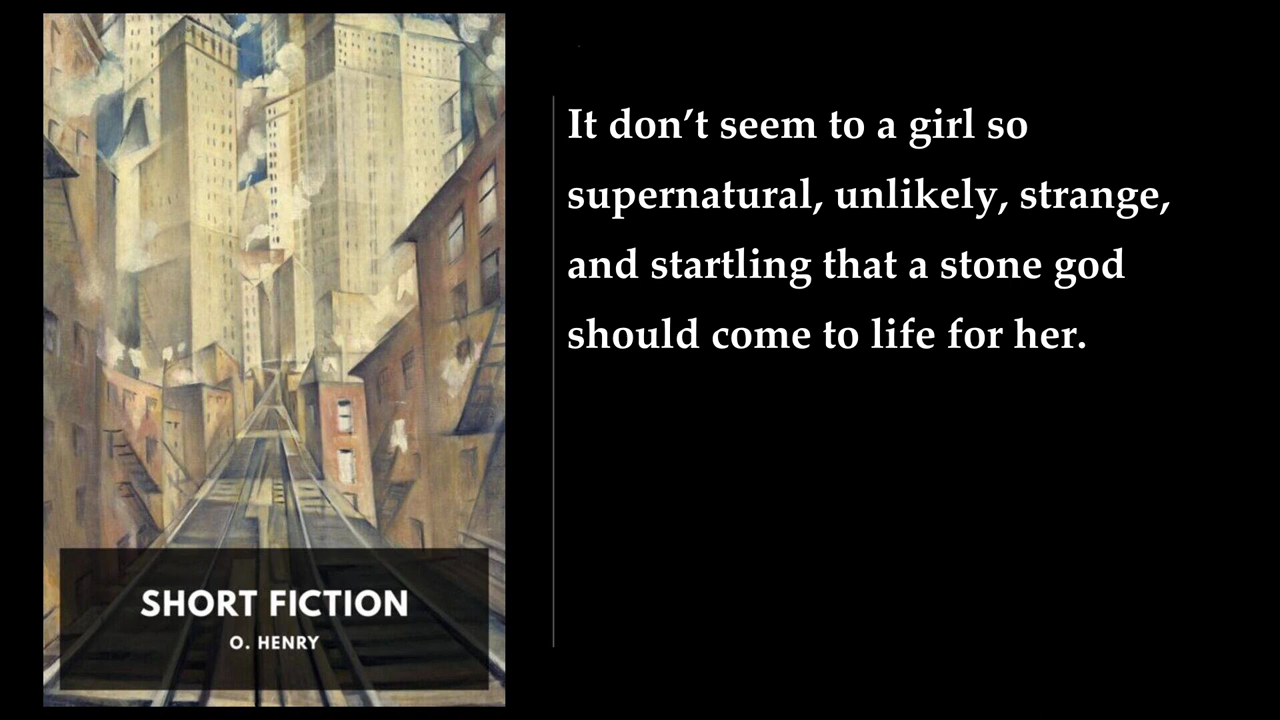 It don’t seem to a girl so
supernatural, unlikely, strange,
and startling that a stone god
should come to life for her.
SHORT FICTION
O. HENRY